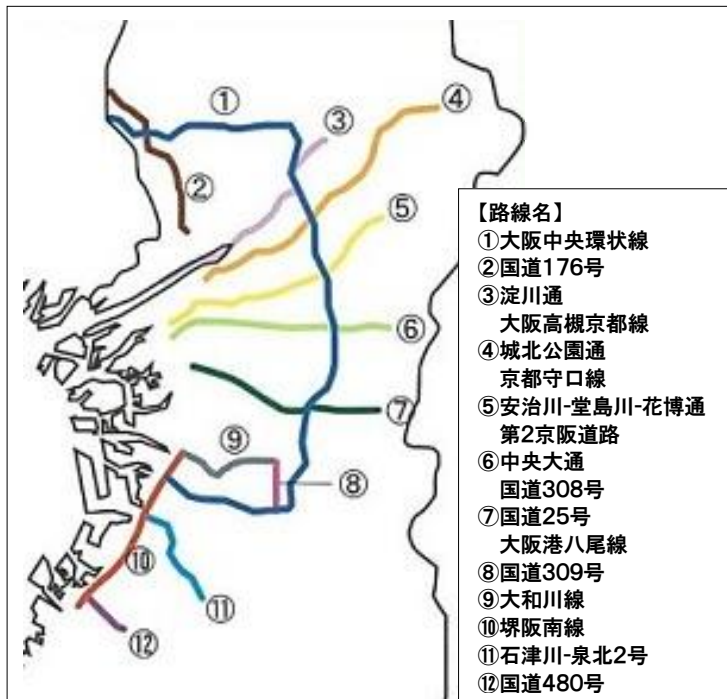 ①
②
③
④
⑤
⑥
⑦
⑧
⑨
⑩
⑪
⑫
【路線名】
①大阪中央環状線
②国道176号
③淀川通
大阪高槻京都線
④城北公園通
京都守口線
⑤安治川-堂島川-花博通
第2京阪道路
⑥中央大通
国道308号
⑦国道25号
大阪港八尾線
⑧国道309号
⑨大和川線
⑩堺阪南線
⑪石津川-泉北2号
⑫国道480号